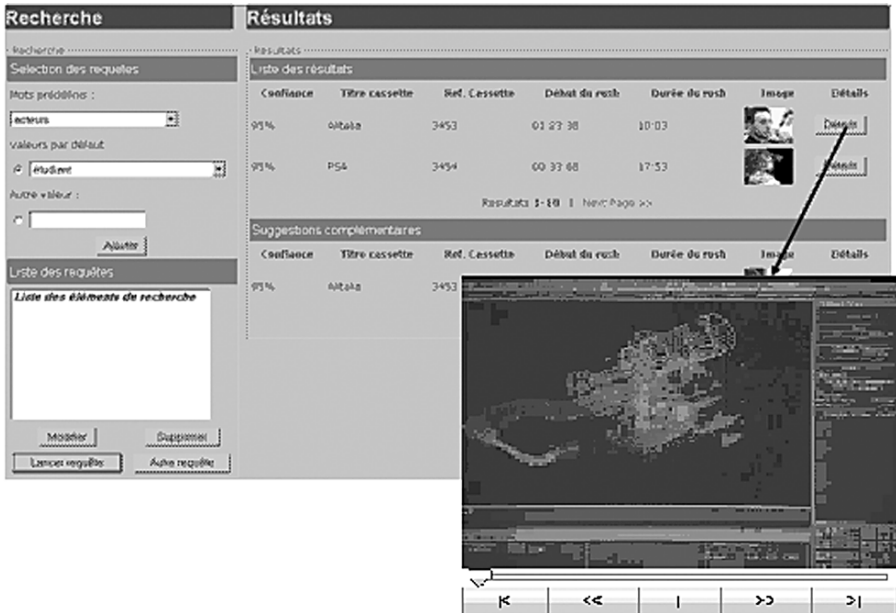 Recherche
Recherche
Selection des requetes
Mots prédéfinis :
acteurs
Valeurs par défaut
étudiant
Autre valeur :
Ajouter
Liste des requêtes
Liste des éléments de recherche
Modifier Supprimer
Lancer requête Autre requête
Résultats
Résultats
Liste des résultats
Confiance Titre cassette Ref. Cassette Début du rush Durée du rush Image Détails
95% Alitalia 3453 01 23 38 10:03 Détails
95% PS4 3454 00 33 68 17:53 Détails
Resultats 1-10 | Next Page >>
Suggestions complémentaires
Confiance Titre cassette Ref. Cassette Début du rush Durée du rush Image Détails
95% Alitalia 3453
|< << | >> >|